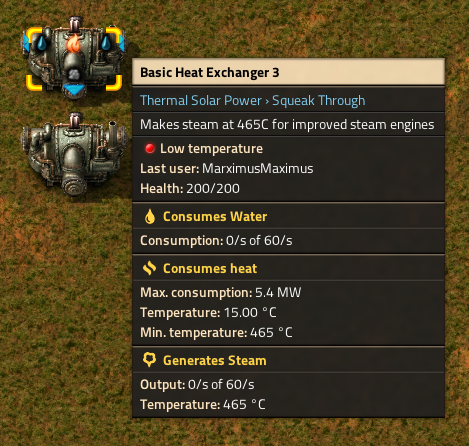 Basic Heat Exchanger 3
Thermal Solar Power › Squeak Through
Makes steam at 465C for improved steam engines
Low temperature
Last user: MarximusMaximus
Health: 200/200
Consumes Water
Consumption: 0/s of 60/s
Consumes heat
Max. consumption: 5.4 MW
Temperature: 15.00 °C
Min. temperature: 465 °C
Generates Steam
Output: 0/s of 60/s
Temperature: 465 °C